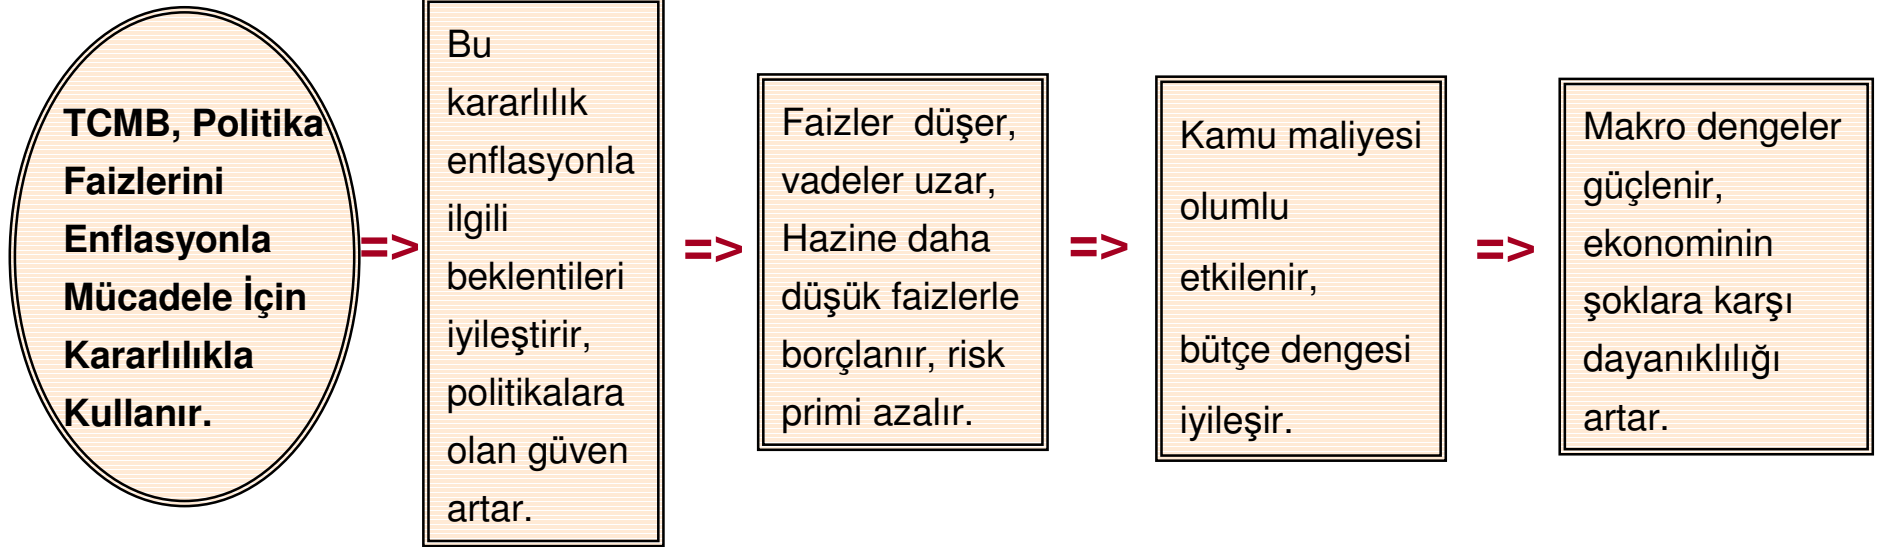 TCMB, Politika
Faizlerini
Enflasyonla
Mücadele İçin
Kararlılıkla
Kullanır.
=>
Bu
kararlılık
enflasyonla
ilgili
beklentileri
iyileştirir,
politikalara
olan güven
artar.
=>
Faizler düşer,
vadeler uzar,
Hazine daha
düşük faizlerle
borçlanır, risk
primi azalır.
=>
Kamu maliyesi
olumlu
etkilenir,
bütçe dengesi
iyileşir.
=>
Makro dengeler
güçlenir,
ekonominin
şoklara karşı
dayanıklılığı
artar.